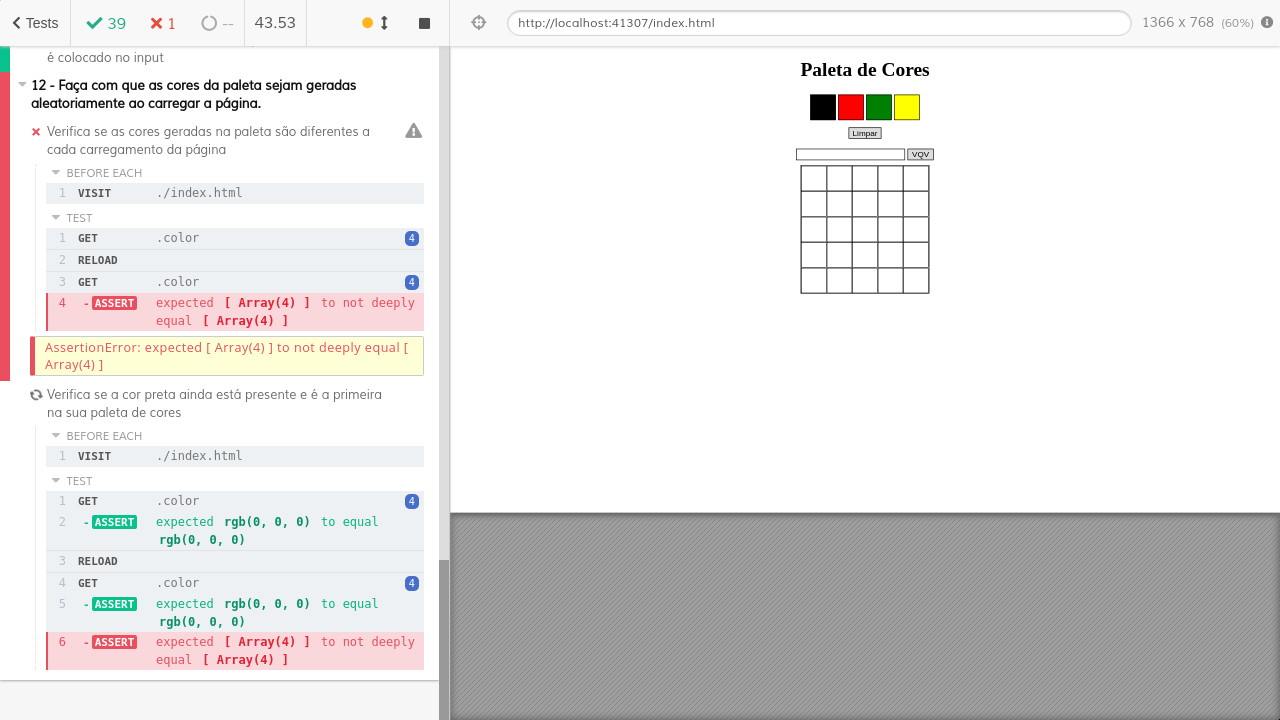 Tests
39
1
--
43.53
http://localhost:41307/index.html
1366 x 768 (60%)
é colocado no input
12 - Faça com que as cores da paleta sejam geradas
aleatoriamente ao carregar a página.
Verifica se as cores geradas na paleta são diferentes a
cada carregamento da página
BEFORE EACH
1 VISIT ./index.html
TEST
1 GET .color 4
2 RELOAD
3 GET .color 4
4 -ASSERT expected [ Array(4) ] to not deeply
equal [ Array(4) ]
AssertionError: expected [ Array(4) ] to not deeply equal [
Array(4) ]
Verifica se a cor preta ainda está presente e é a primeira
na sua paleta de cores
BEFORE EACH
1 VISIT ./index.html
TEST
1 GET .color 4
2 -ASSERT expected rgb(0, 0, 0) to equal
rgb(0, 0, 0)
3 RELOAD
4 GET .color 4
5 -ASSERT expected rgb(0, 0, 0) to equal
rgb(0, 0, 0)
6 -ASSERT expected [ Array(4) ] to not deeply
equal [ Array(4) ]
Paleta de Cores
Limpar
VQV